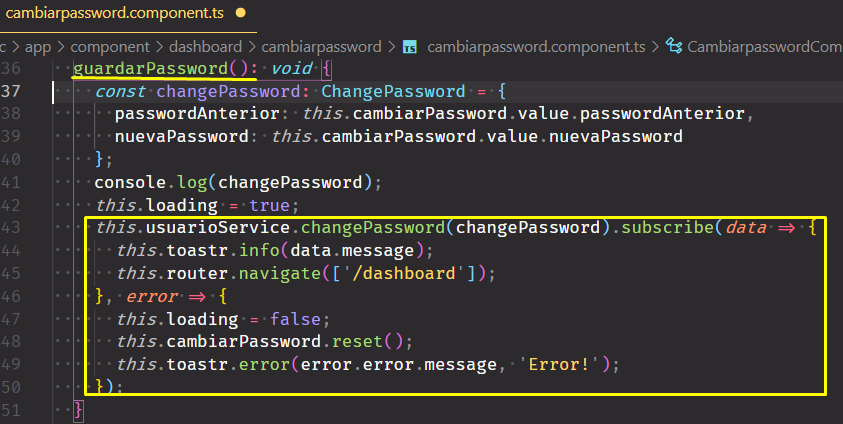 cambiarpassword.component.ts
c > app > component > dashboard > cambiarpassword > TS cambiarpassword.component.ts > CambiarpasswordCom
36 guardarPassword(): void {
37 const changePassword: ChangePassword = {
38 passwordAnterior: this.cambiarPassword.value.passwordAnterior,
39 nuevaPassword: this.cambiarPassword.value.nuevaPassword
40 };
41 console.log(changePassword);
42 this.loading = true;
43 this.usuarioService.changePassword(changePassword).subscribe(data => {
44 this.toastr.info(data.message);
45 this.router.navigate(['/dashboard']);
46 }, error => {
47 this.loading = false;
48 this.cambiarPassword.reset();
49 this.toastr.error(error.error.message, 'Error!');
50 });
51 }